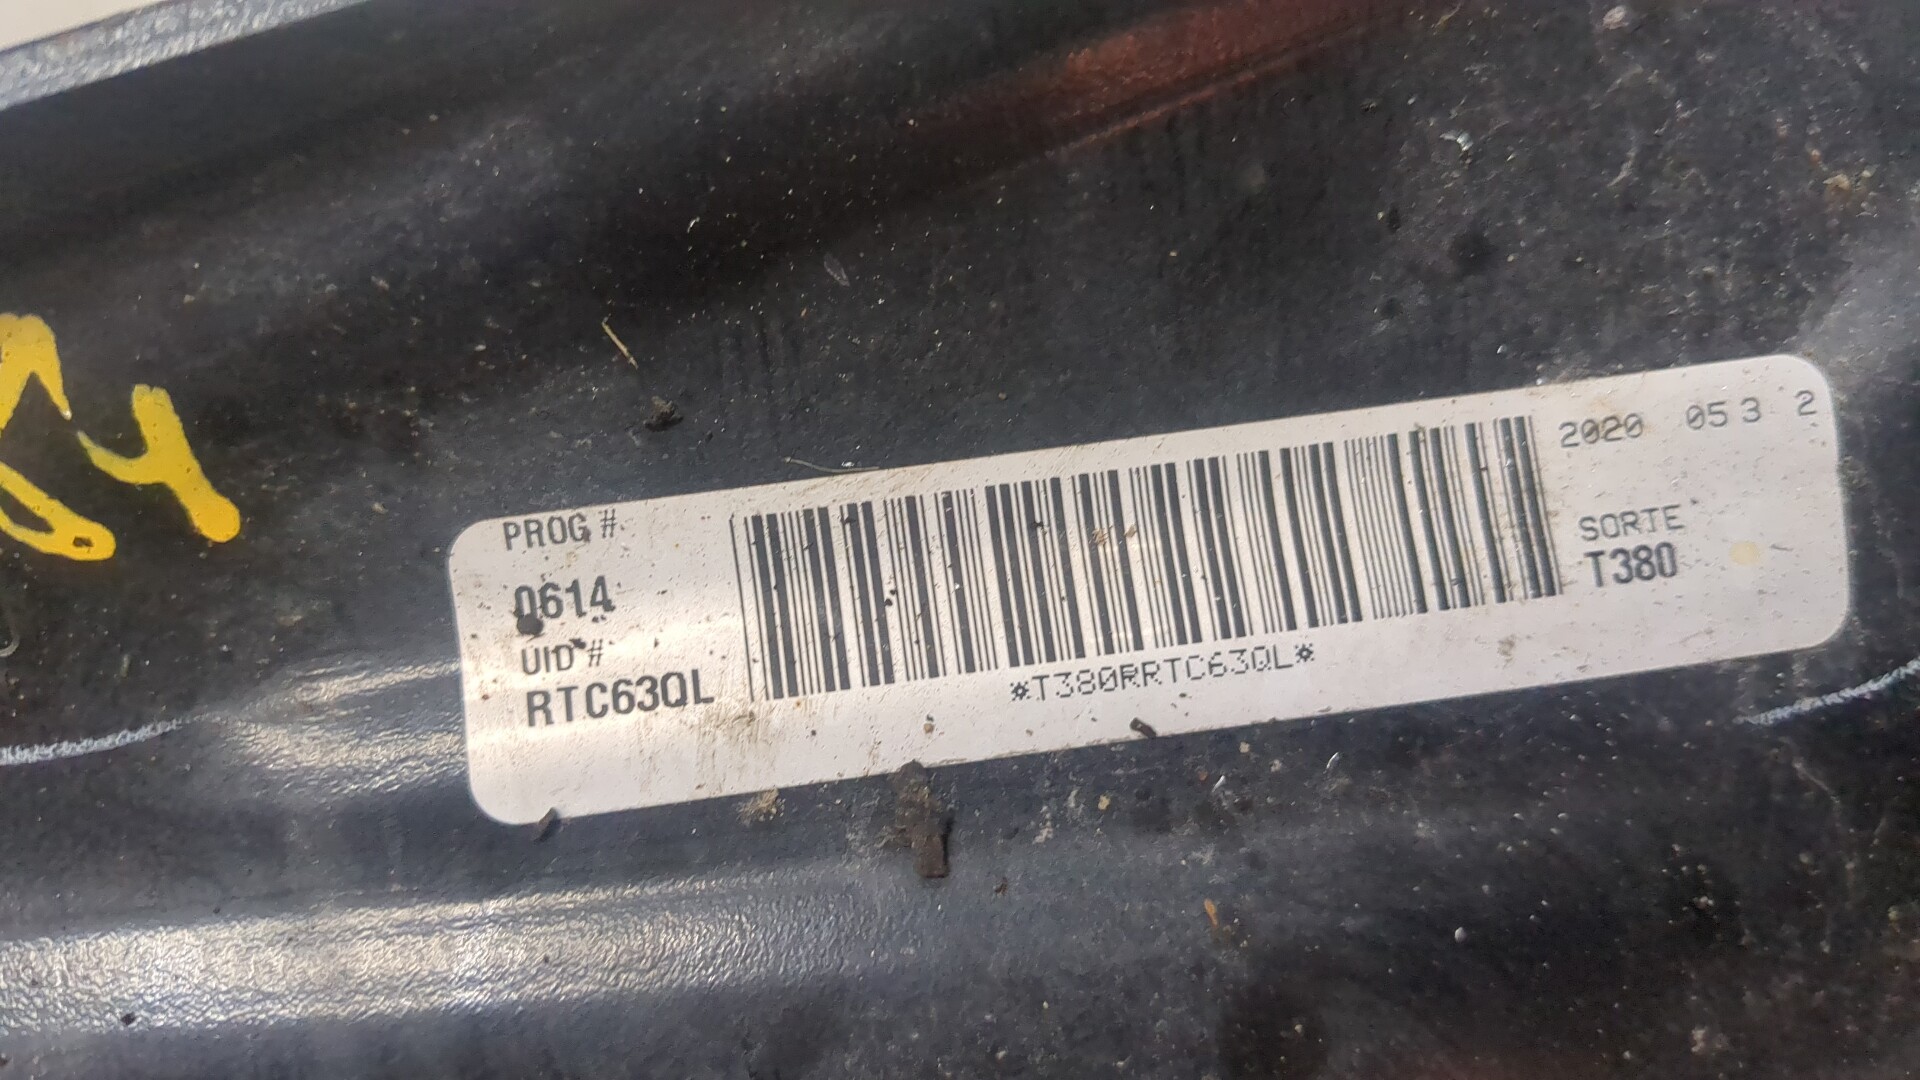 PROG #
0614
UID #
RTC63QL
*T380RRTC63QL*
2020 05 3 2
SORTE
T380